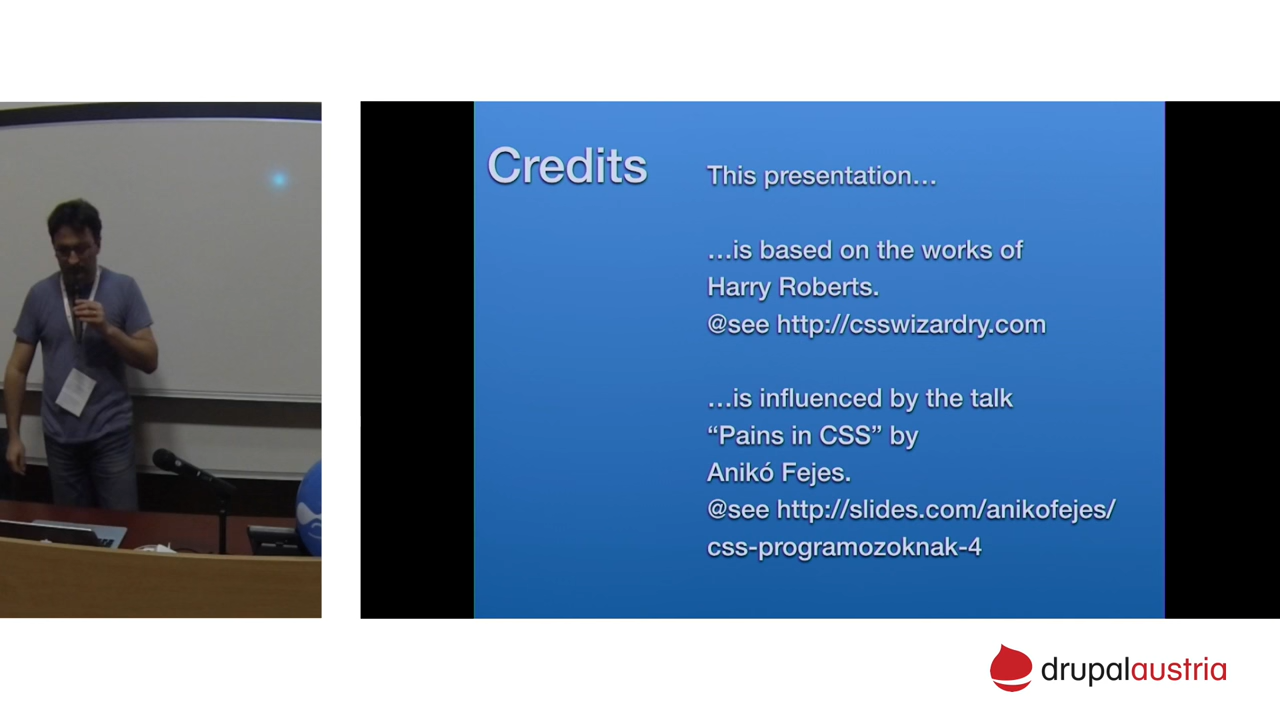 Credits
This presentation…
…is based on the works of
Harry Roberts.
@see http://csswizardry.com
…is influenced by the talk
“Pains in CSS” by
Anikó Fejes.
@see http://slides.com/anikofejes/
css-programozoknak-4
drupalaustria